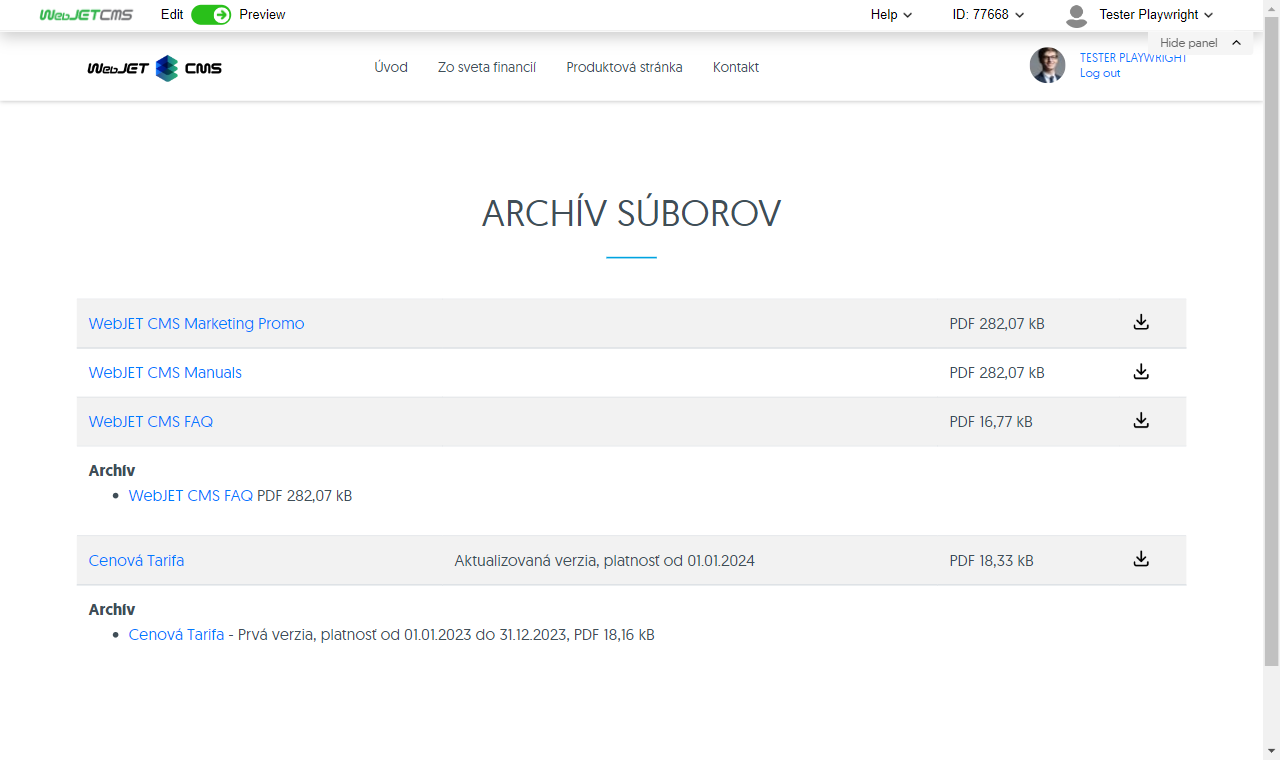 WebJETCMS Edit Preview Help ID: 77668 Tester Playwright
Hide panel
WebJET CMS Úvod Zo sveta financií Produktová stránka Kontakt TESTER PLAYWRIGHT
Log out
ARCHÍV SÚBOROV
WebJET CMS Marketing Promo PDF 282,07 kB
WebJET CMS Manuals PDF 282,07 kB
WebJET CMS FAQ PDF 16,77 kB
Archív
• WebJET CMS FAQ PDF 282,07 kB
Cenová Tarifa Aktualizovaná verzia, platnosť od 01.01.2024 PDF 18,33 kB
Archív
• Cenová Tarifa - Prvá verzia, platnosť od 01.01.2023 do 31.12.2023, PDF 18,16 kB